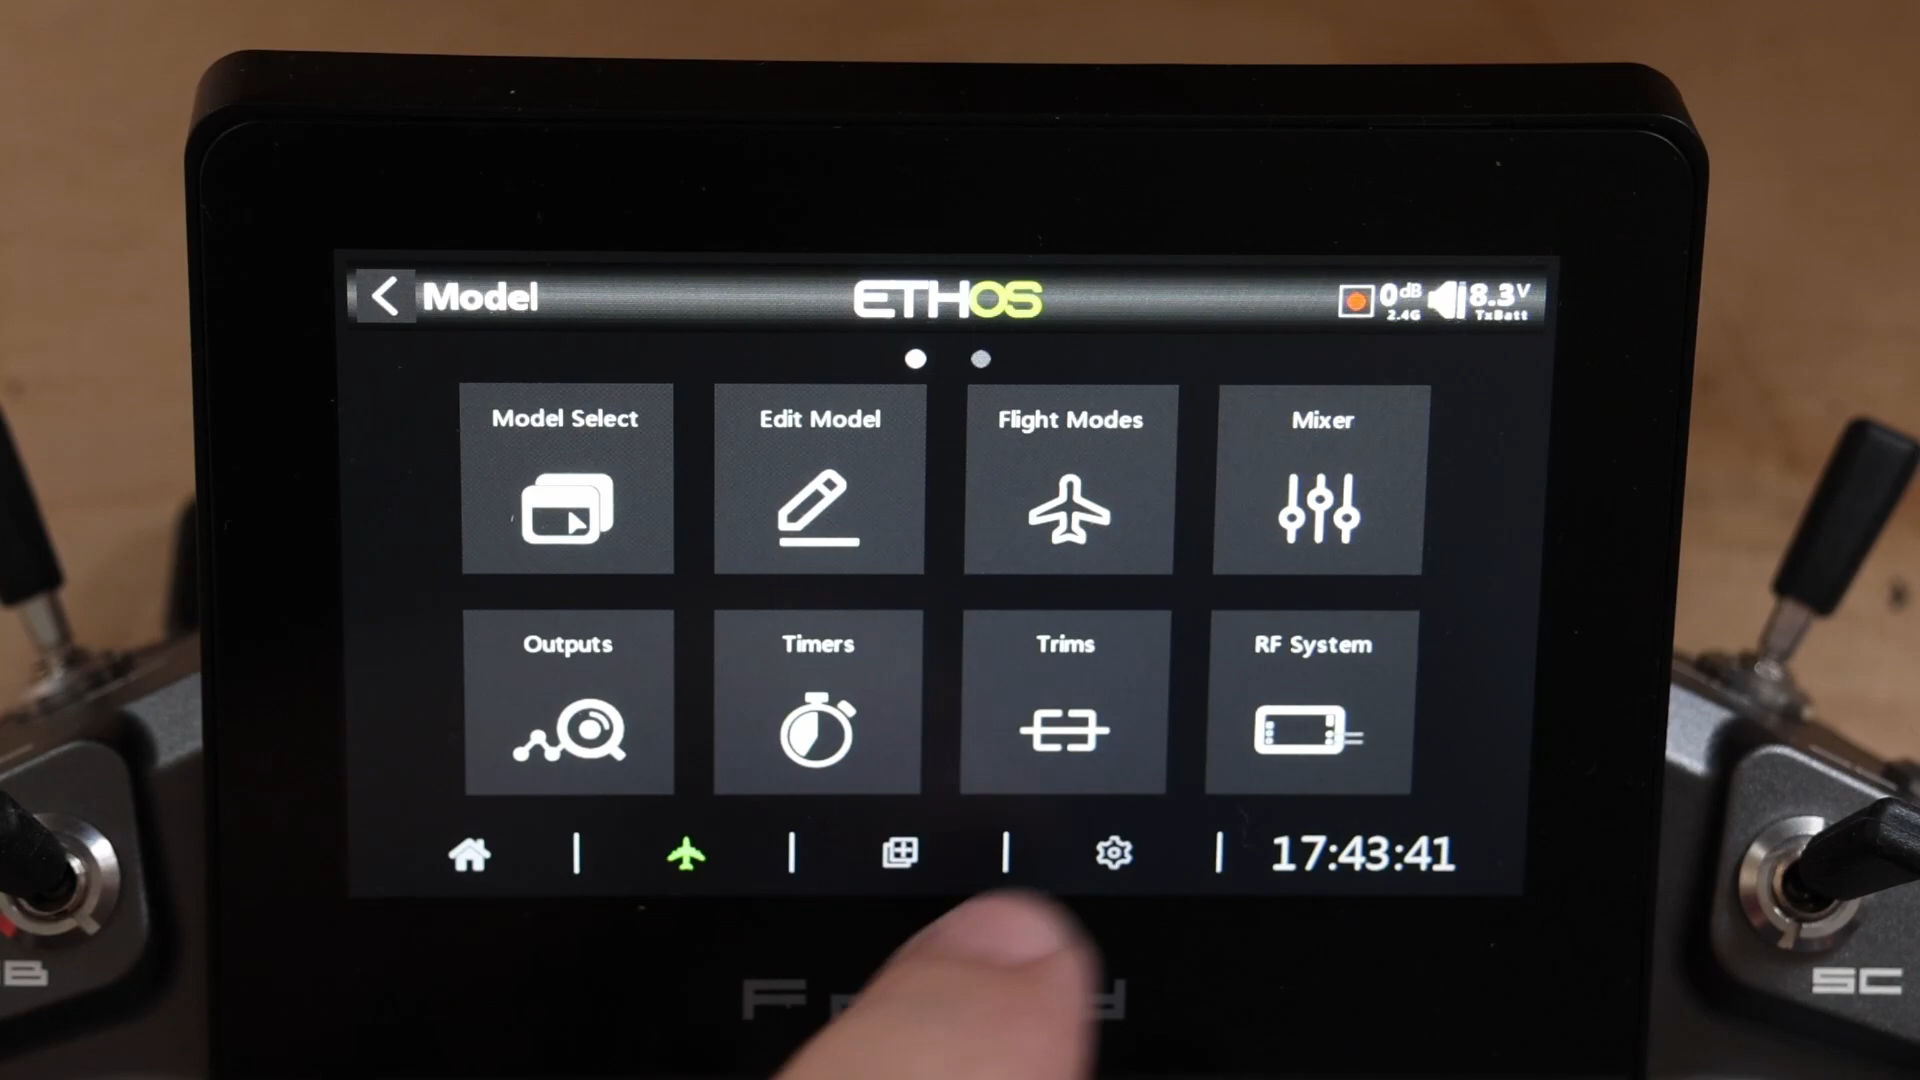 Model
ETHOS
0dB
2.4G
8.3V
TxBatt
Model Select
Edit Model
Flight Modes
Mixer
Outputs
Timers
Trims
RF System
17:43:41
SC